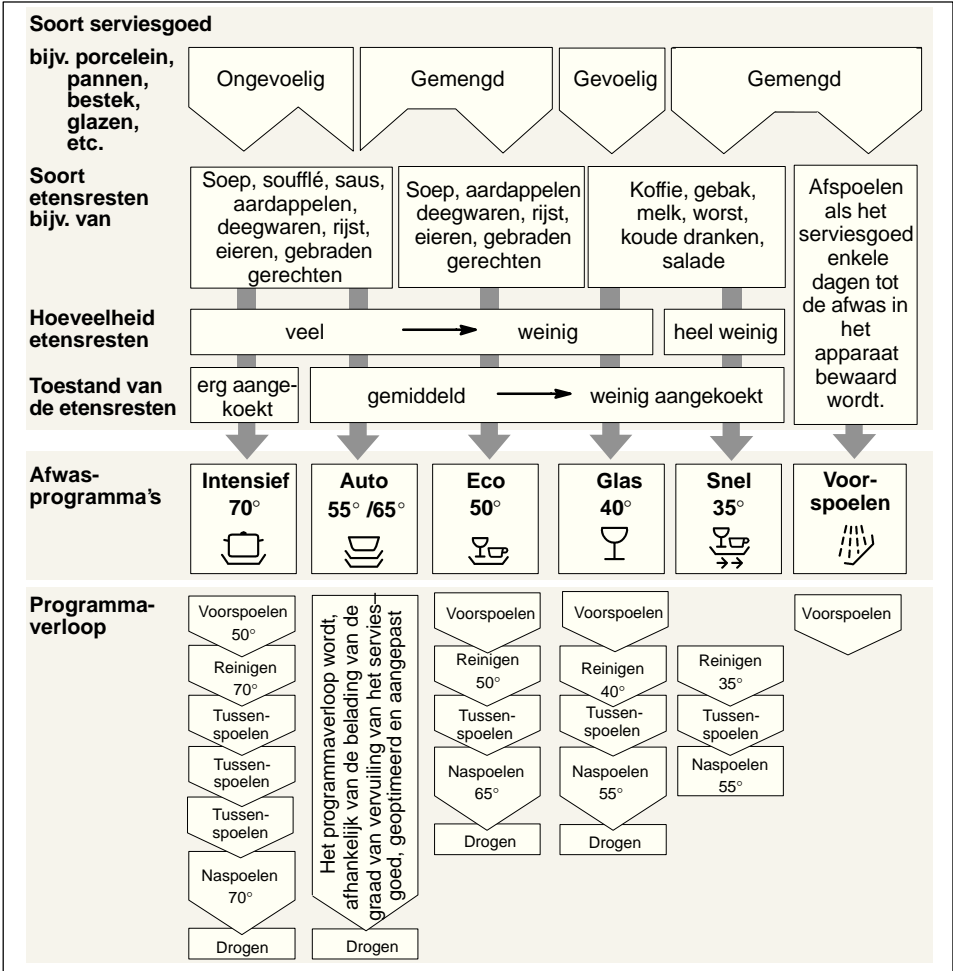 Soort serviesgoed
bijv. porcelein,
pannen,
bestek,
glazen,
etc.
Ongevoelig
Gemengd
Gevoelig
Gemengd
Soort
etensresten
bijv. van
Soep, soufflé, saus,
aardappelen,
deegwaren, rijst,
eieren, gebraden
gerechten
Soep, aardappelen
deegwaren, rijst,
eieren, gebraden
gerechten
Koffie, gebak,
melk, worst,
koude dranken,
salade
Afspoelen
als het
serviesgoed
enkele
dagen tot
de afwas in
het
apparaat
bewaard
wordt.
Hoeveelheid
etensresten
veel
weinig
heel weinig
Toestand van
de etensresten
erg aange-
koekt
gemiddeld
weinig aangekoekt
Afwas-
programma's
Intensief
70°
Auto
55° /65°
Eco
50°
Glas
40°
Snel
35°
Voor-
spoelen
Programma-
verloop
Voorspoelen
50°
Reinigen
70°
Tussen-
spoelen
Tussen-
spoelen
Tussen-
spoelen
Naspoelen
70°
Drogen
Het programmaverloop wordt,
afhankelijk van de belading van de
graad van vervuiling van het servies–
goed, geoptimeerd en aangepast
Drogen
Voorspoelen
Reinigen
50°
Tussen-
spoelen
Naspoelen
65°
Drogen
Voorspoelen
Reinigen
40°
Tussen-
spoelen
Naspoelen
55°
Drogen
Reinigen
35°
Tussen-
spoelen
Naspoelen
55°
Voorspoelen